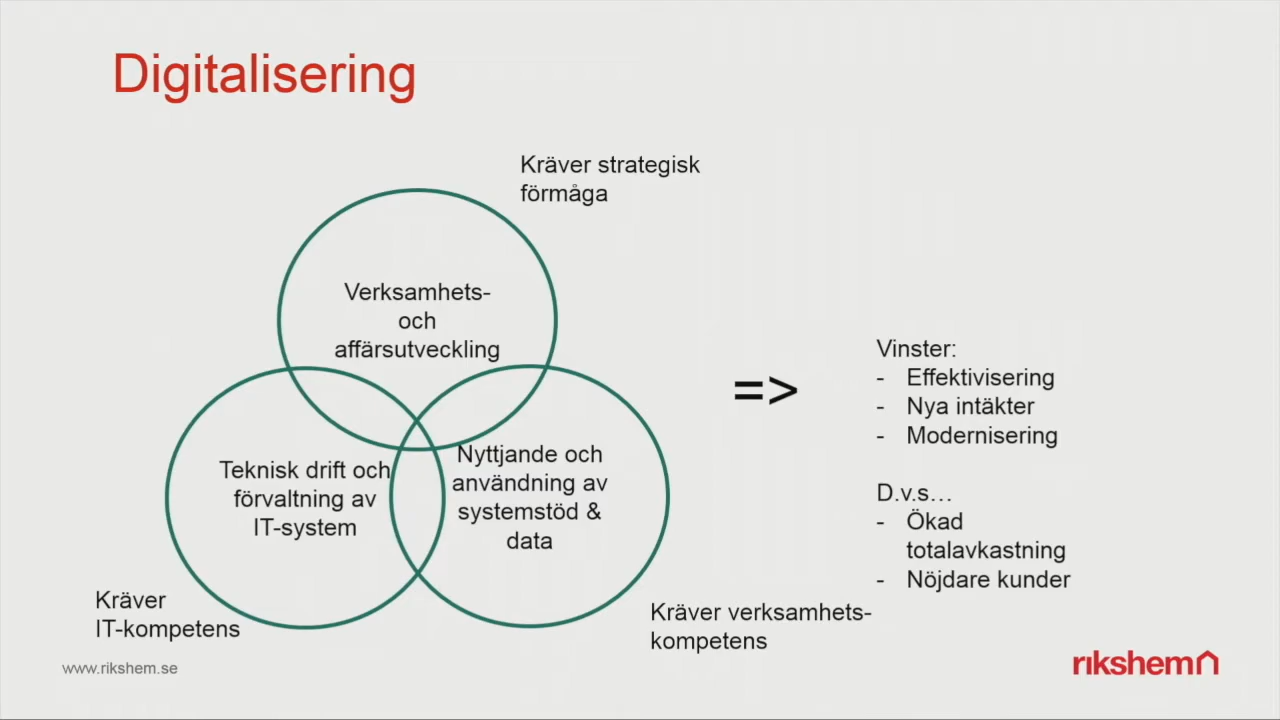 Digitalisering
Kräver strategisk
förmåga
Verksamhets-
och
affärsutveckling
Teknisk drift och
förvaltning av
IT-system
Nyttjande och
användning av
systemstöd &
data
Kräver
IT-kompetens
Kräver verksamhets-
kompetens
=>
Vinster:
- Effektivisering
- Nya intäkter
- Modernisering
D.v.s…
- Ökad
totalavkastning
- Nöjdare kunder
www.rikshem.se
rikshem